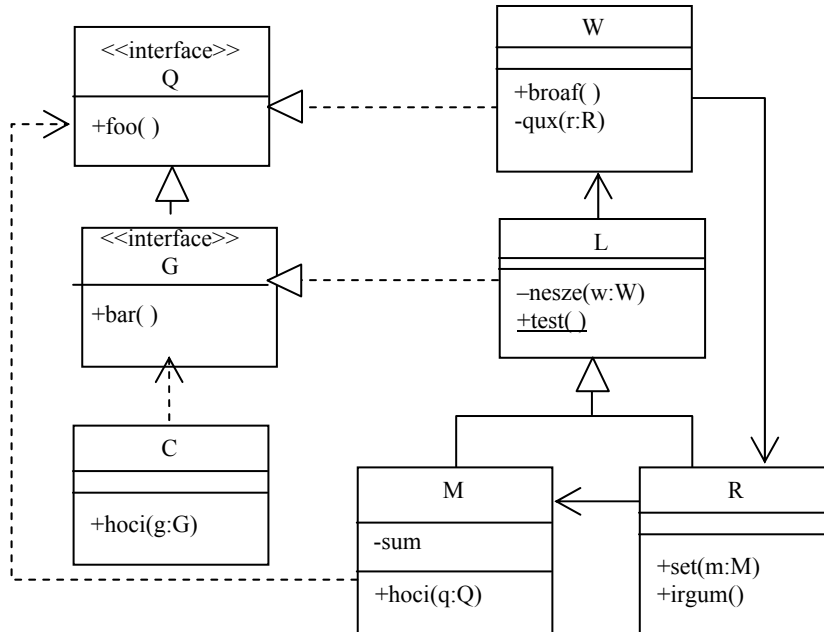 <<interface>>
Q
+foo( )
W
+broaf( )
-qux(r:R)
<<interface>>
G
+bar( )
L
–nesze(w:W)
+test( )
C
+hoci(g:G)
M
-sum
+hoci(q:Q)
R
+set(m:M)
+irgum()